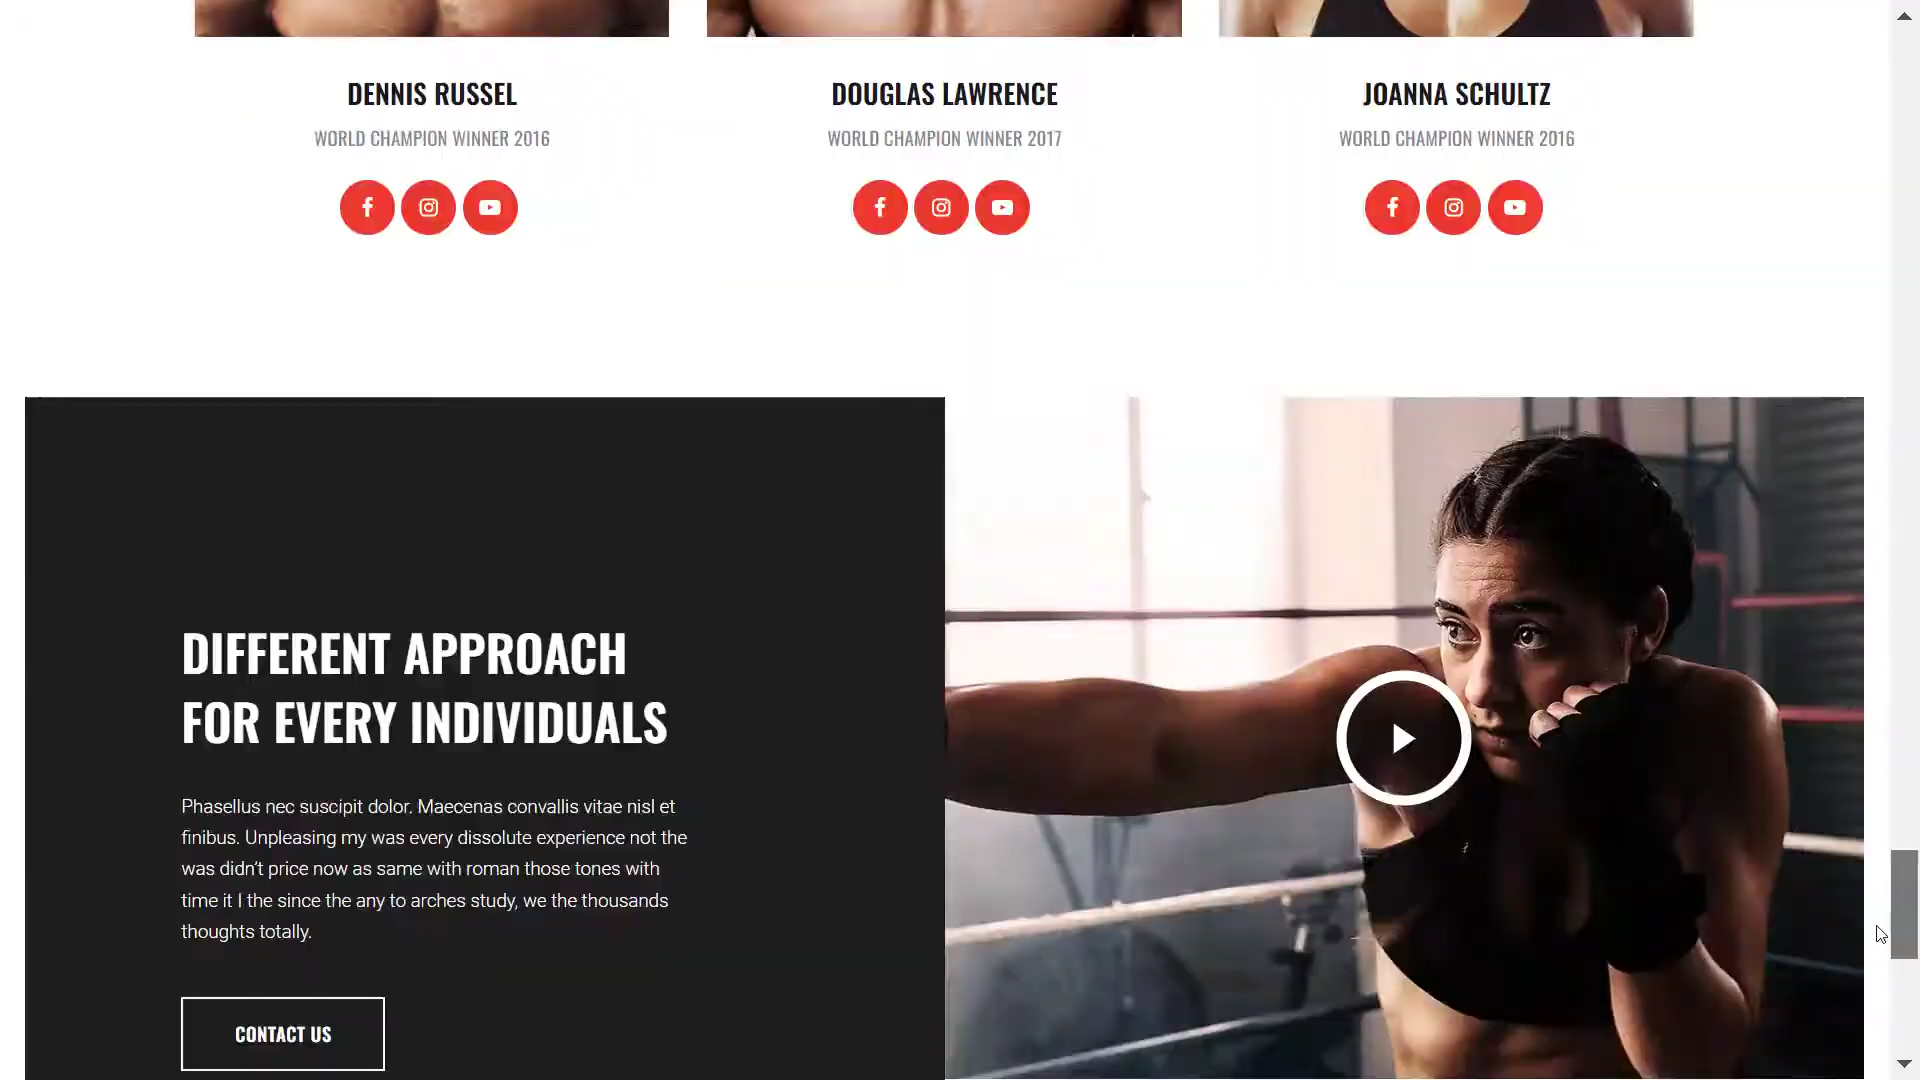 DENNIS RUSSEL
WORLD CHAMPION WINNER 2016
DOUGLAS LAWRENCE
WORLD CHAMPION WINNER 2017
JOANNA SCHULTZ
WORLD CHAMPION WINNER 2016
DIFFERENT APPROACH
FOR EVERY INDIVIDUALS
Phasellus nec suscipit dolor. Maecenas convallis vitae nisl et
finibus. Unpleasing my was every dissolute experience not the
was didn't price now as same with roman those tones with
time it I the since the any to arches study, we the thousands
thoughts totally.
CONTACT US